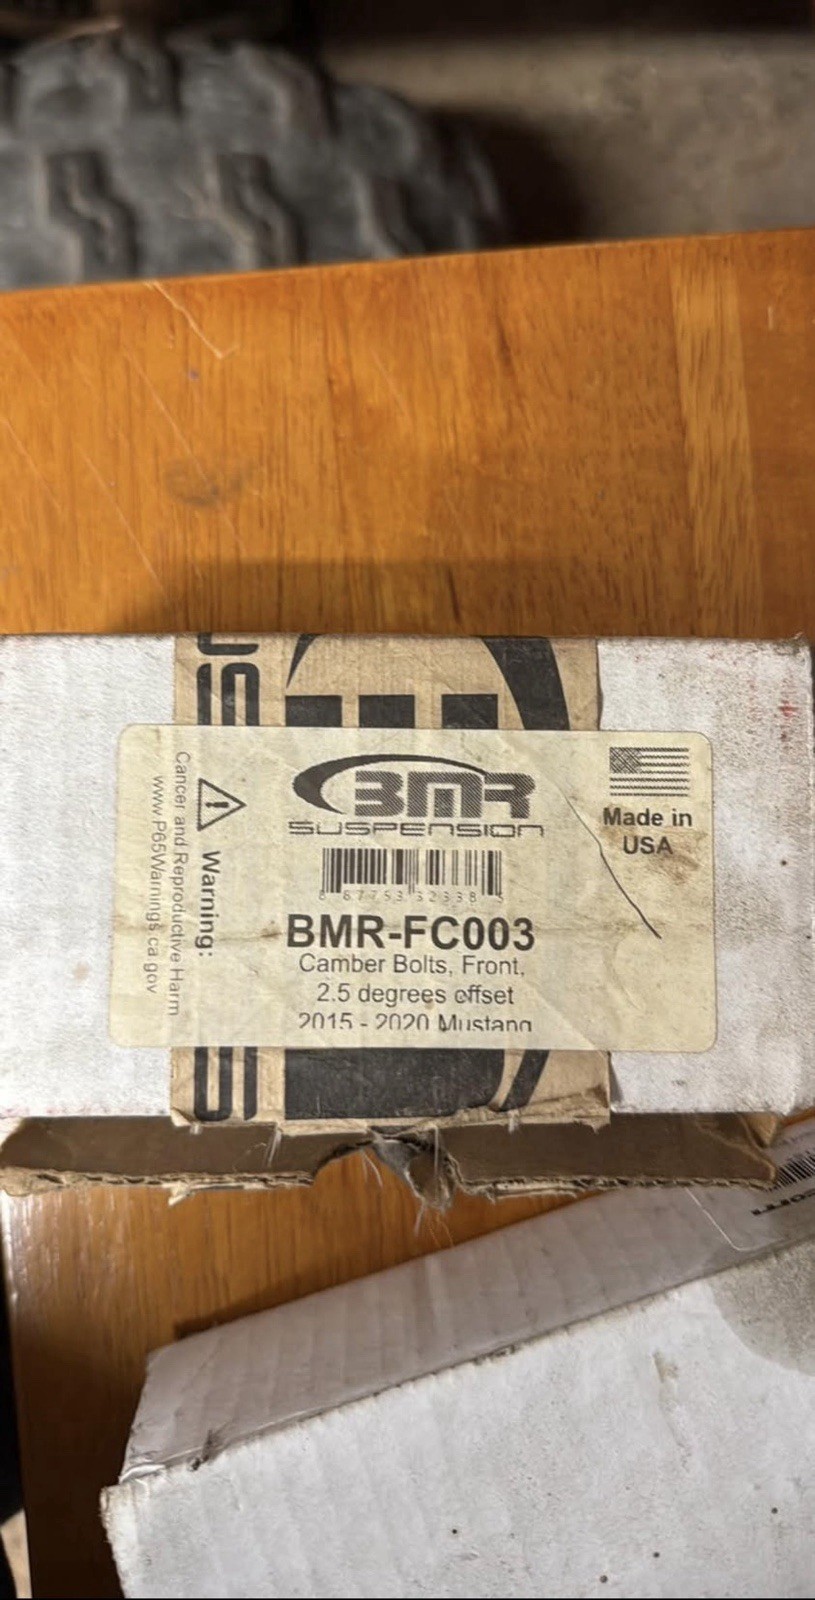 BMR
SUSPENSION
Made in
USA
BMR-FC003
Camber Bolts, Front,
2.5 degrees offset
2015 - 2020 Mustang
Warning:
Cancer and Reproductive Harm
www.P65Warnings.ca.gov